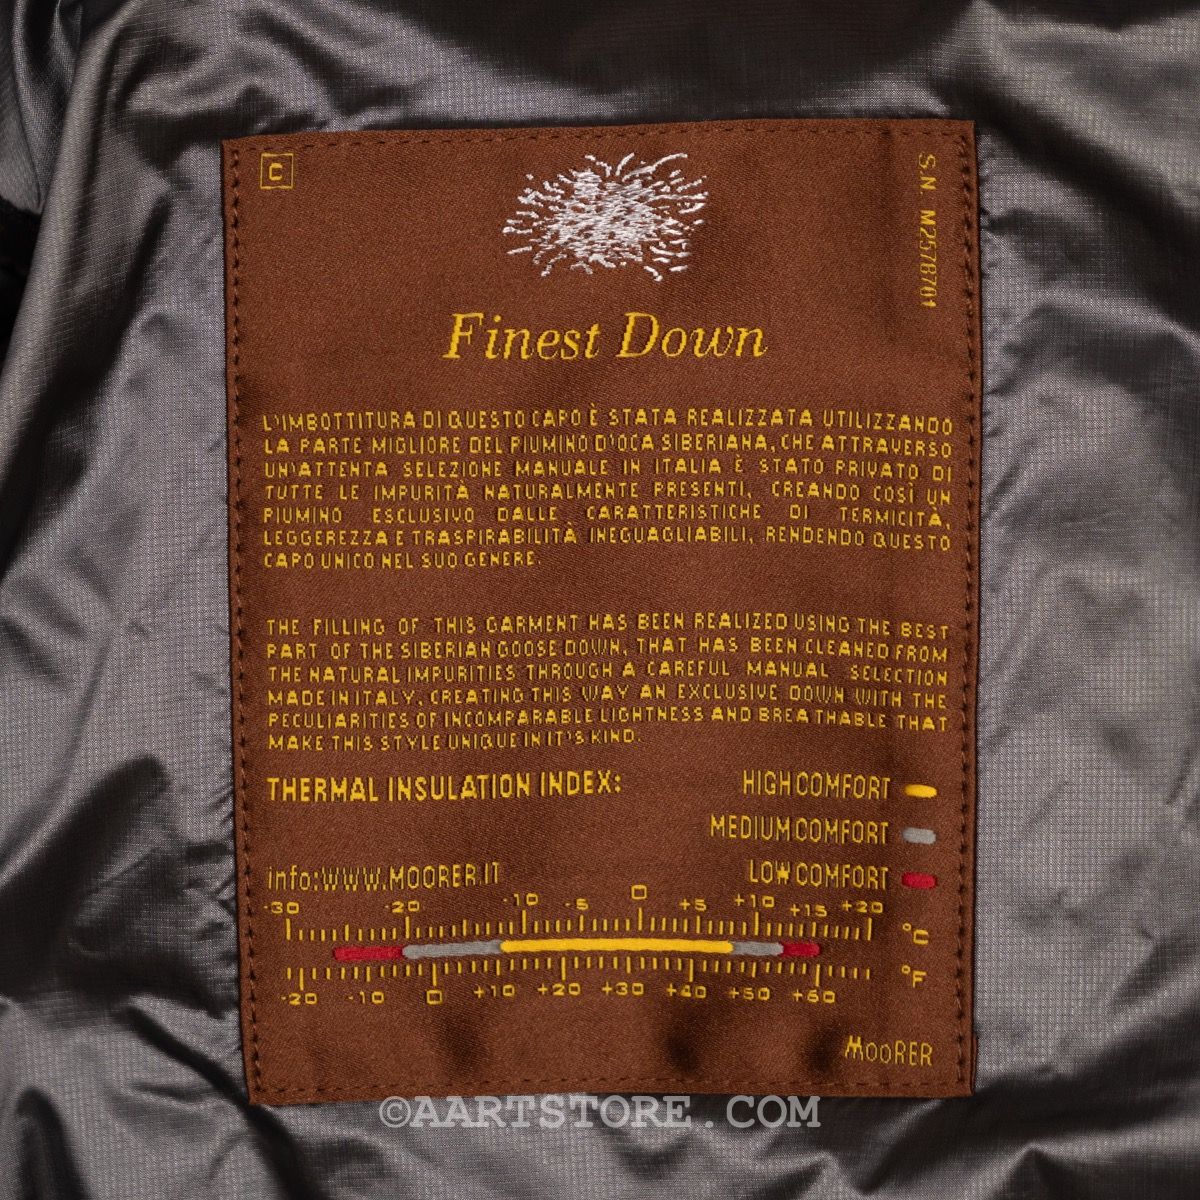 C
S.N. M2578701
Finest Down
L'IMBOTTITURA DI QUESTO CAPO È STATA REALIZZATA UTILIZZANDO
LA PARTE MIGLIORE DEL PIUMINO D'OCA SIBERIANA, CHE ATTRAVERSO
UN'ATTENTA SELEZIONE MANUALE IN ITALIA È STATO PRIVATO DI
TUTTE LE IMPURITÀ NATURALMENTE PRESENTI, CREANDO COSÌ UN
PIUMINO ESCLUSIVO DALLE CARATTERISTICHE DI TERMICITÀ,
LEGGEREZZA E TRASPIRABILITÀ INEGUAGLIABILI, RENDENDO QUESTO
CAPO UNICO NEL SUO GENERE.
THE FILLING OF THIS GARMENT HAS BEEN REALIZED USING THE BEST
PART OF THE SIBERIAN GOOSE DOWN, THAT HAS BEEN CLEANED FROM
THE NATURAL IMPURITIES THROUGH A CAREFUL MANUAL SELECTION
MADE IN ITALY, CREATING THIS WAY AN EXCLUSIVE DOWN WITH THE
PECULIARITIES OF INCOMPARABLE LIGHTNESS AND BREATHABLE THAT
MAKE THIS STYLE UNIQUE IN IT'S KIND.
THERMAL INSULATION INDEX: HIGH COMFORT
MEDIUM COMFORT
info:WWW.MOORER.IT LOW COMFORT
-30 -20 -10 -5 0 +5 +10 +15 +20
°C
°F
-20 -10 0 +10 +20 +30 +40 +50 +60
MOORER
©AARTSTORE.COM